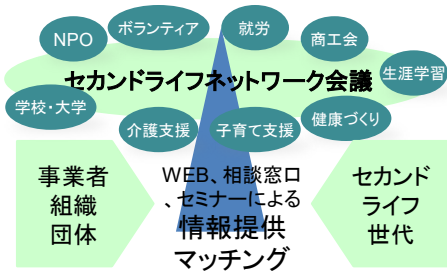 NPO
ボランティア
就労
商工会
生涯学習
セカンドライフネットワーク会議
学校・大学
介護支援
子育て支援
健康づくり
事業者
組織
団体
WEB、相談窓口
、セミナーによる
情報提供
マッチング
セカンド
ライフ
世代